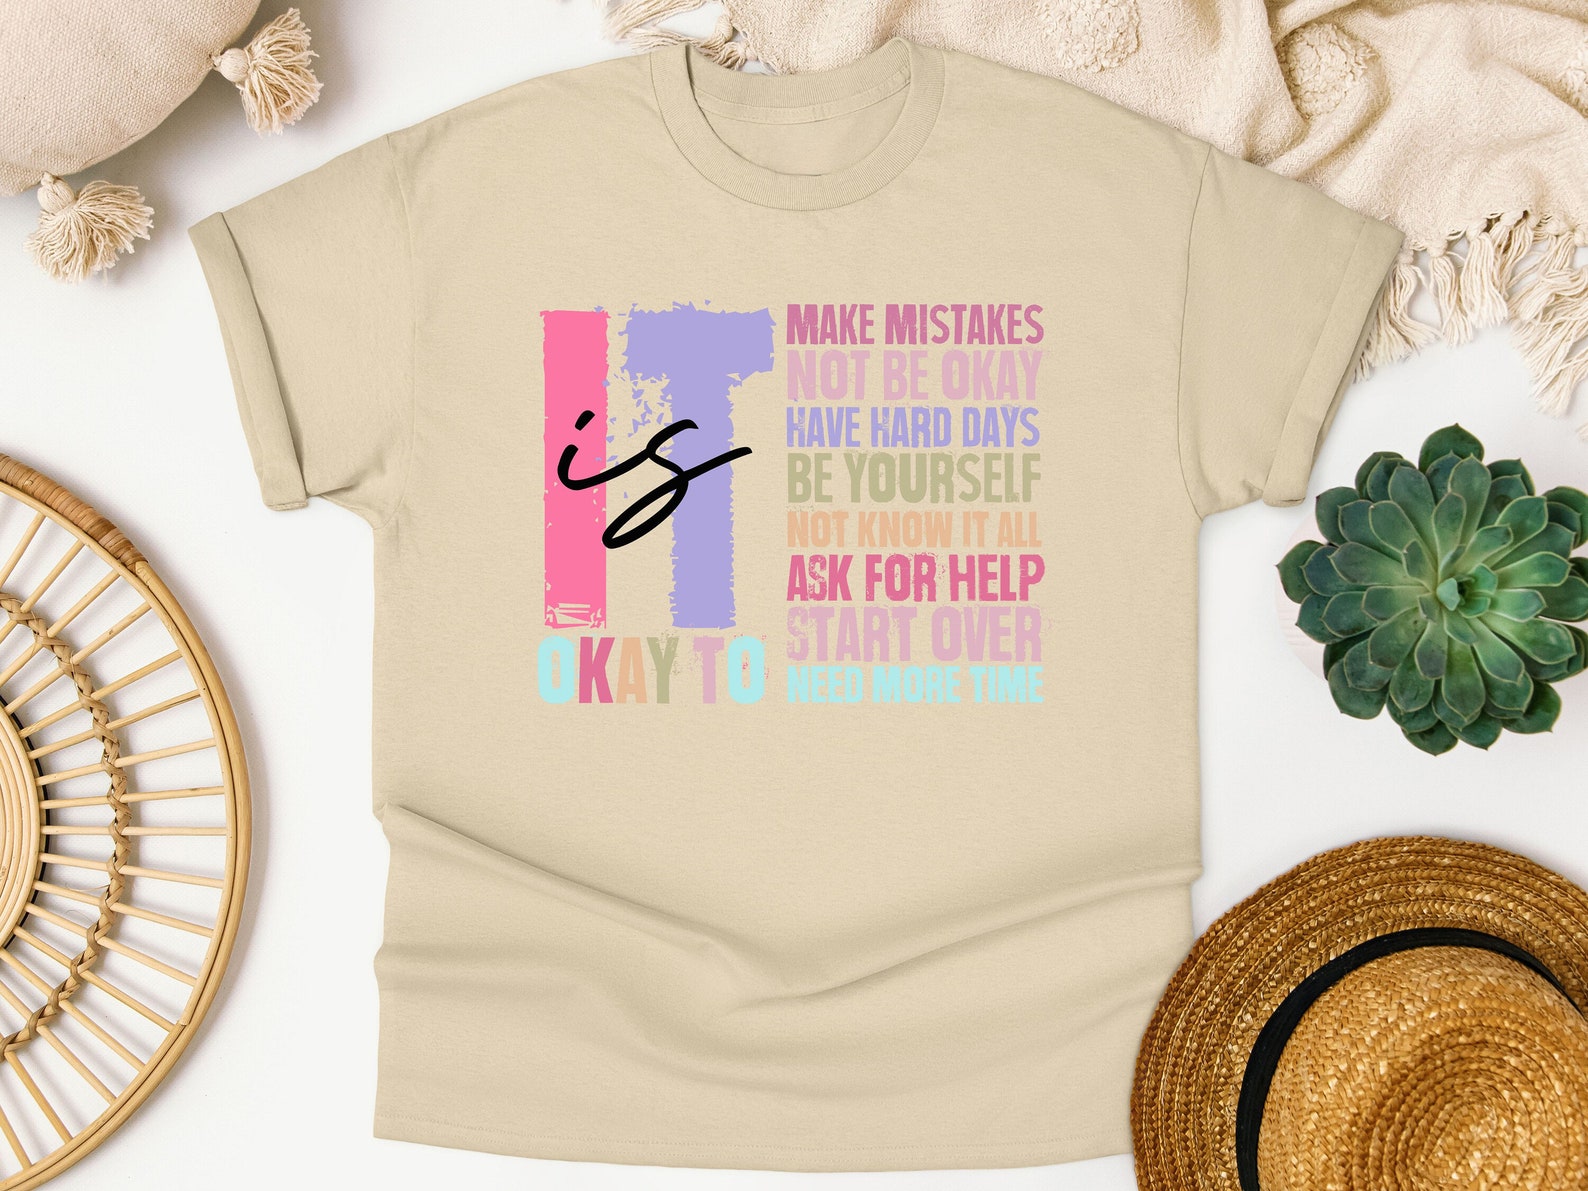 IT
is
OKAY TO
MAKE MISTAKES
NOT BE OKAY
HAVE HARD DAYS
BE YOURSELF
NOT KNOW IT ALL
ASK FOR HELP
START OVER
NEED MORE TIME